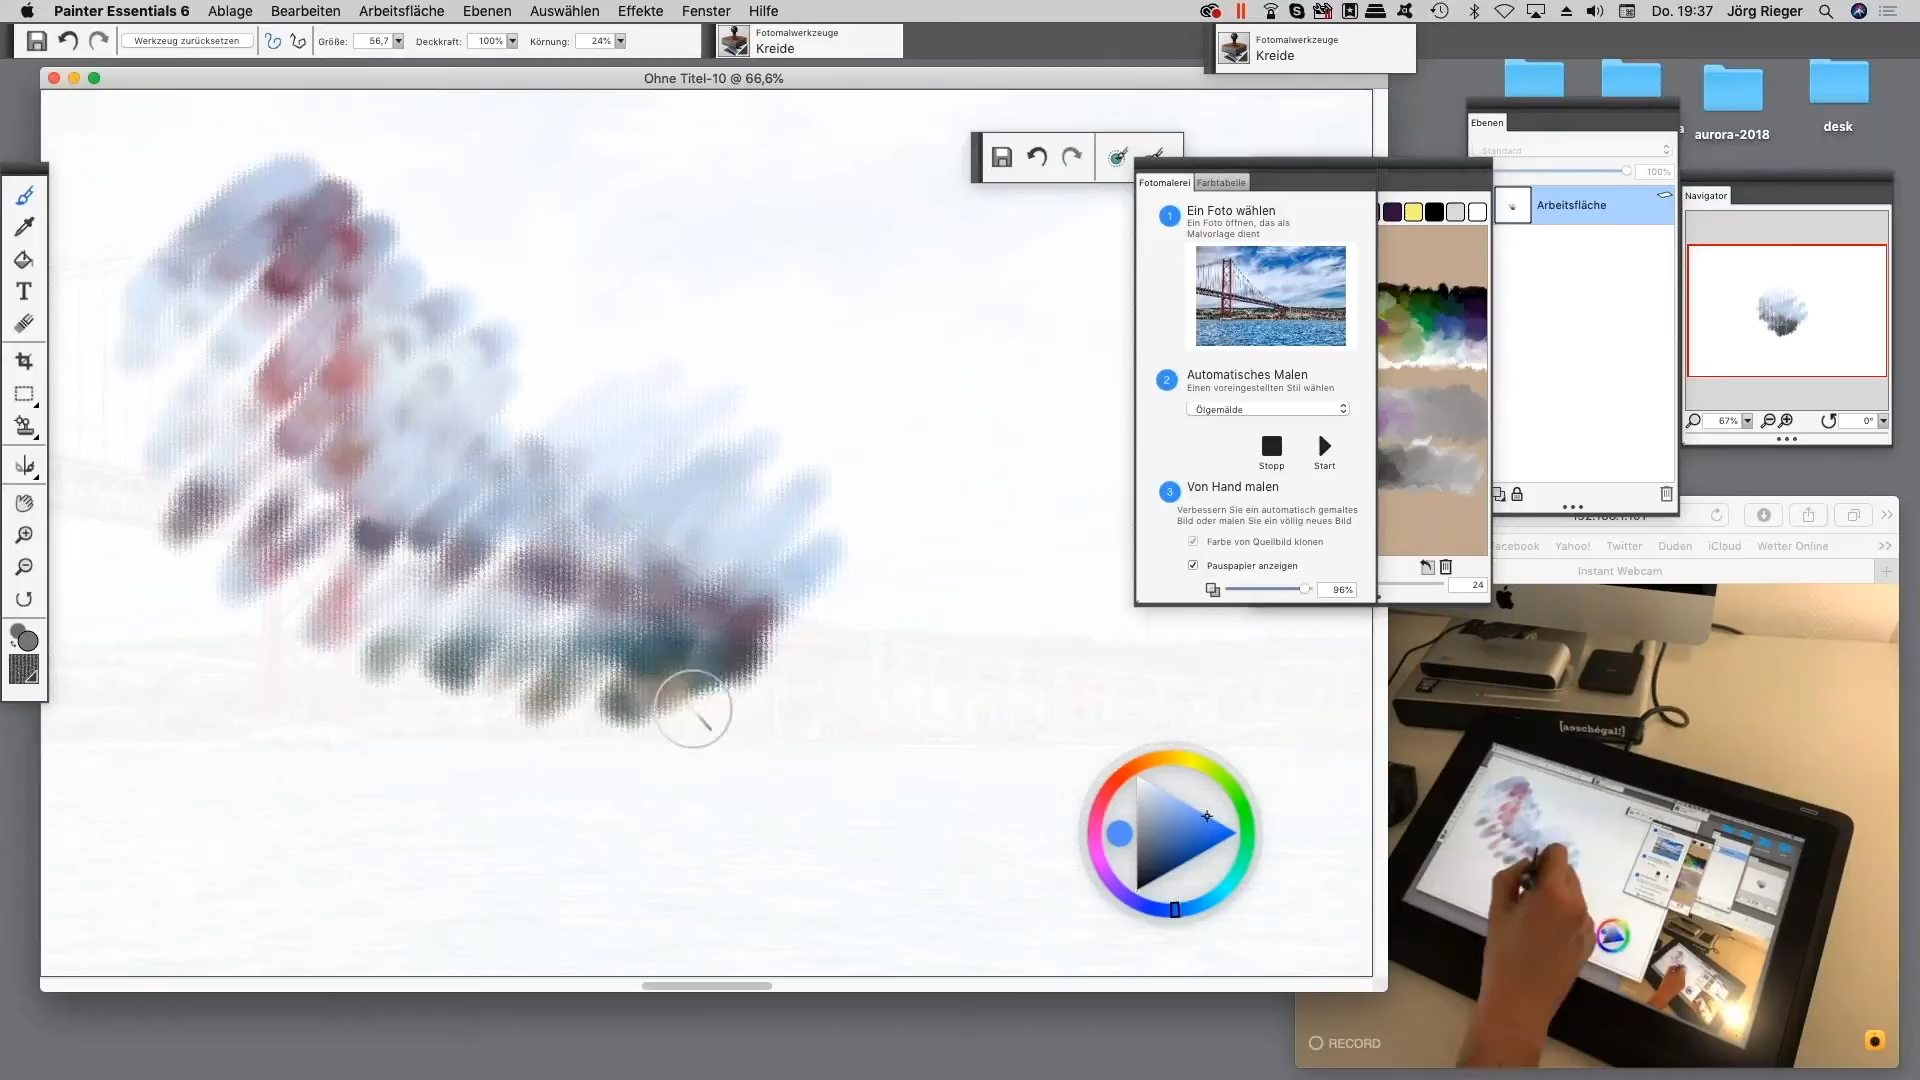 Painter Essentials 6 Ablage Bearbeiten Arbeitsfläche Ebenen Auswählen Effekte Fenster Hilfe Do. 19:37 Jörg Rieger
Werkzeug zurücksetzen Größe: 56,7 Deckkraft: 100% Körnung: 24%
Fotomalwerkzeuge
Kreide
Fotomalwerkzeuge
Kreide
Ohne Titel-10 @ 66,6%
aurora-2018
desk
Ebenen
Standard
100%
Arbeitsfläche
Navigator
67% 0°
Fotomalerei Farbtabelle
1 Ein Foto wählen
Ein Foto öffnen, das als
Malvorlage dient
2 Automatisches Malen
Einen voreingestellten Stil wählen
Ölgemälde
Stopp Start
3 Von Hand malen
Verbessern Sie ein automatisch gemaltes
Bild oder malen Sie ein völlig neues Bild
Farbe von Quellbild klonen
Pauspapier anzeigen
96%
24
acebook Yahoo! Twitter Duden iCloud Wetter Online
Instant Webcam
[aeschégal!]
RECORD